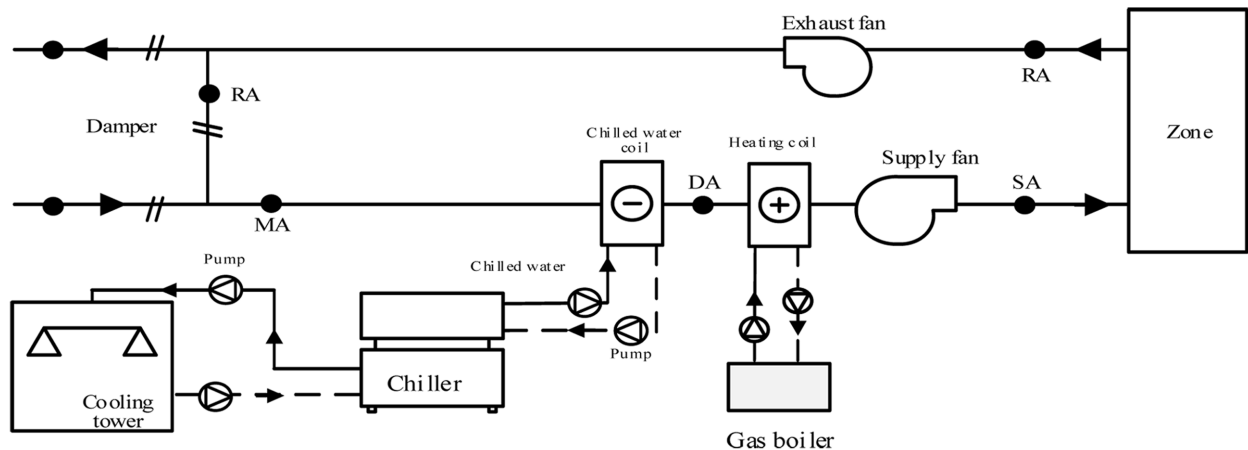 Exhaust fan
RA
RA
Damper
Zone
Chilled water
coil
Heating coil
Supply fan
DA
SA
MA
Pump
Chilled water
Pump
Chiller
Cooling
tower
Gas boiler